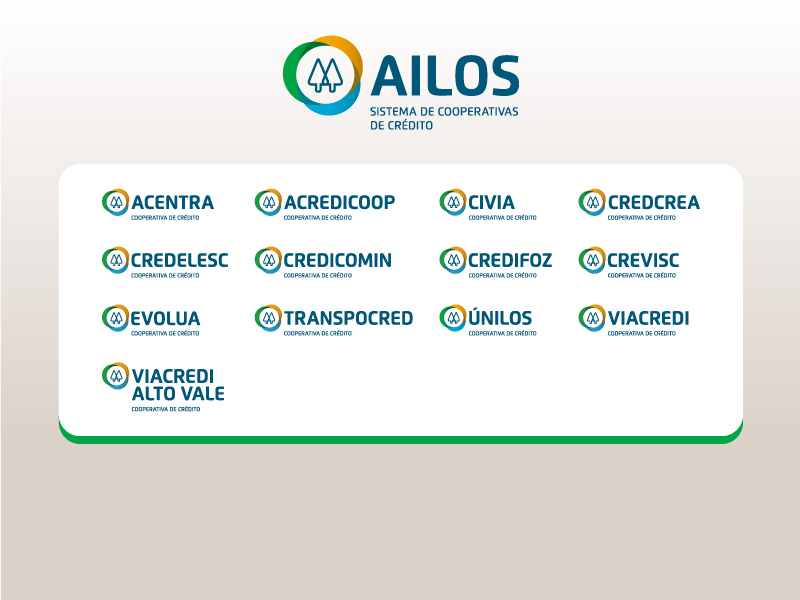 AILOS
SISTEMA DE COOPERATIVAS
DE CRÉDITO
ACENTRA
COOPERATIVA DE CRÉDITO
ACREDICOOP
COOPERATIVA DE CRÉDITO
CIVIA
COOPERATIVA DE CRÉDITO
CREDCREA
COOPERATIVA DE CRÉDITO
CREDELESC
COOPERATIVA DE CRÉDITO
CREDICOMIN
COOPERATIVA DE CRÉDITO
CREDIFOZ
COOPERATIVA DE CRÉDITO
CREVISC
COOPERATIVA DE CRÉDITO
EVOLUA
COOPERATIVA DE CRÉDITO
TRANSPOCRED
COOPERATIVA DE CRÉDITO
ÚNILOS
COOPERATIVA DE CRÉDITO
VIACREDI
COOPERATIVA DE CRÉDITO
VIACREDI
ALTO VALE
COOPERATIVA DE CRÉDITO